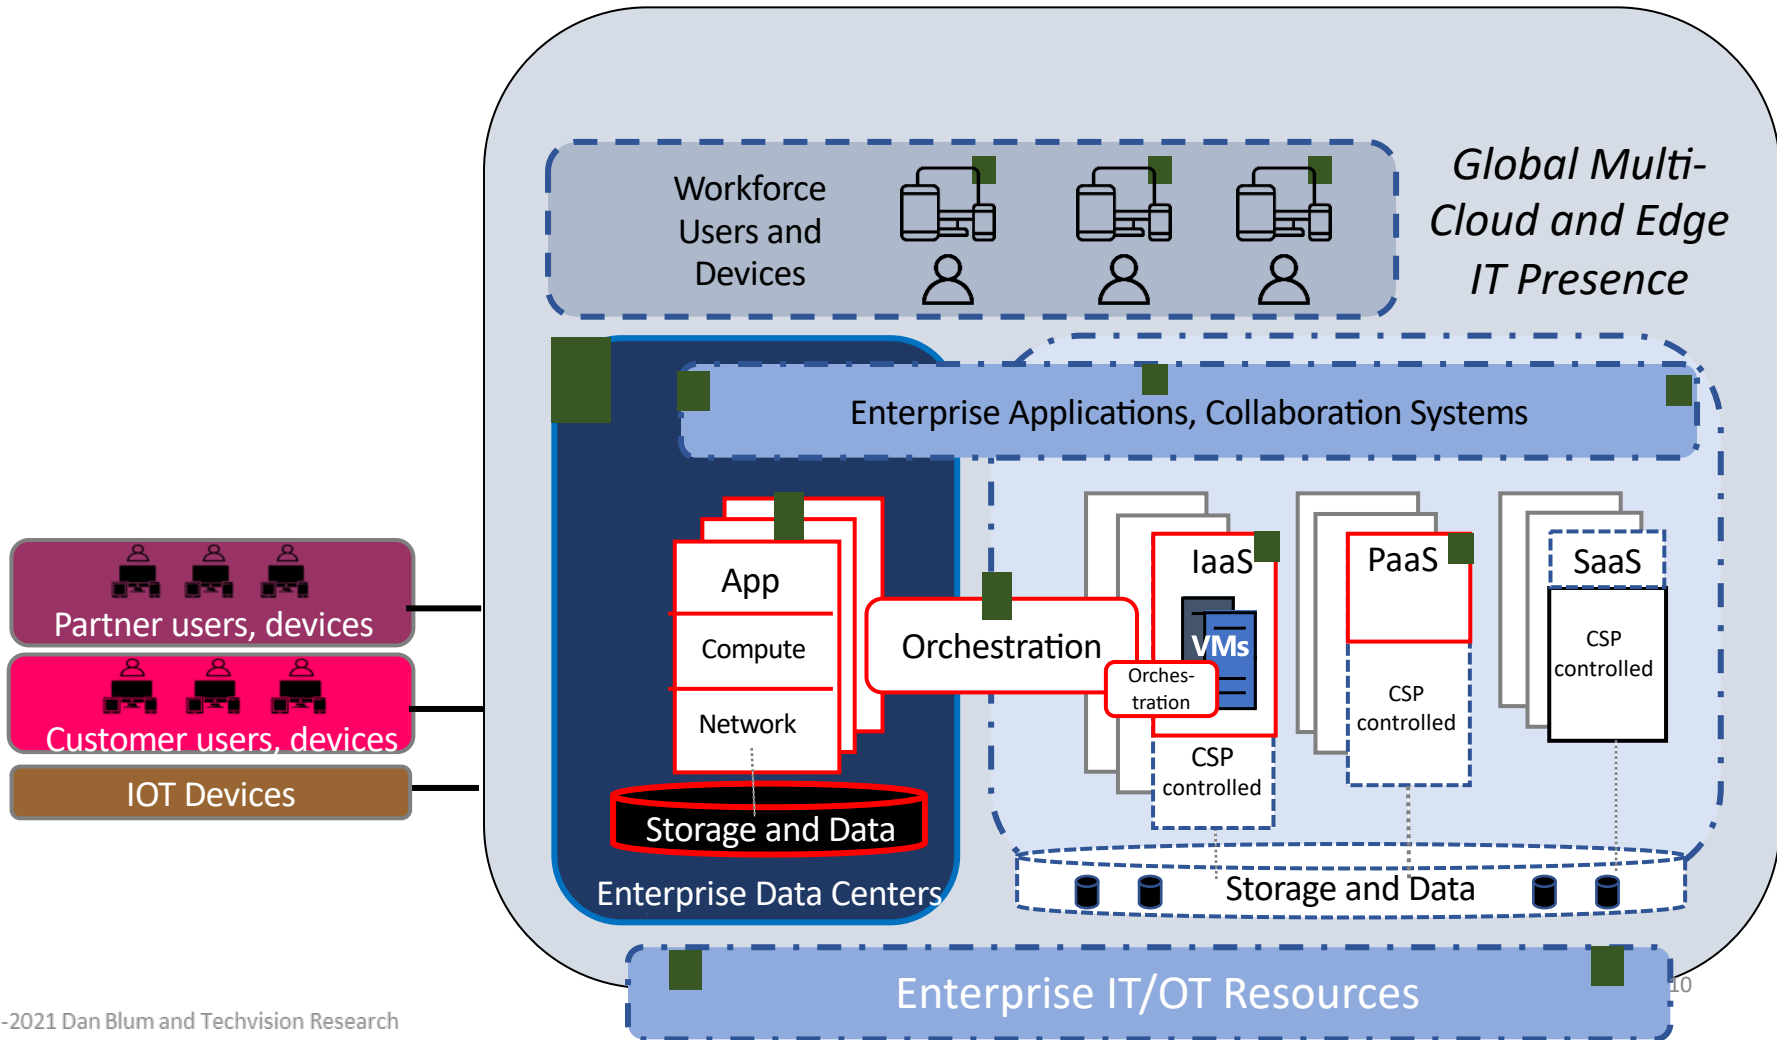 Global Multi-
Cloud and Edge
IT Presence
Workforce
Users and
Devices
Enterprise Applications, Collaboration Systems
App
Compute
Network
Storage and Data
Enterprise Data Centers
Orchestration
Orches-
tration
IaaS
VMs
CSP
controlled
PaaS
CSP
controlled
SaaS
CSP
controlled
Storage and Data
Partner users, devices
Customer users, devices
IOT Devices
Enterprise IT/OT Resources
10
-2021 Dan Blum and Techvision Research